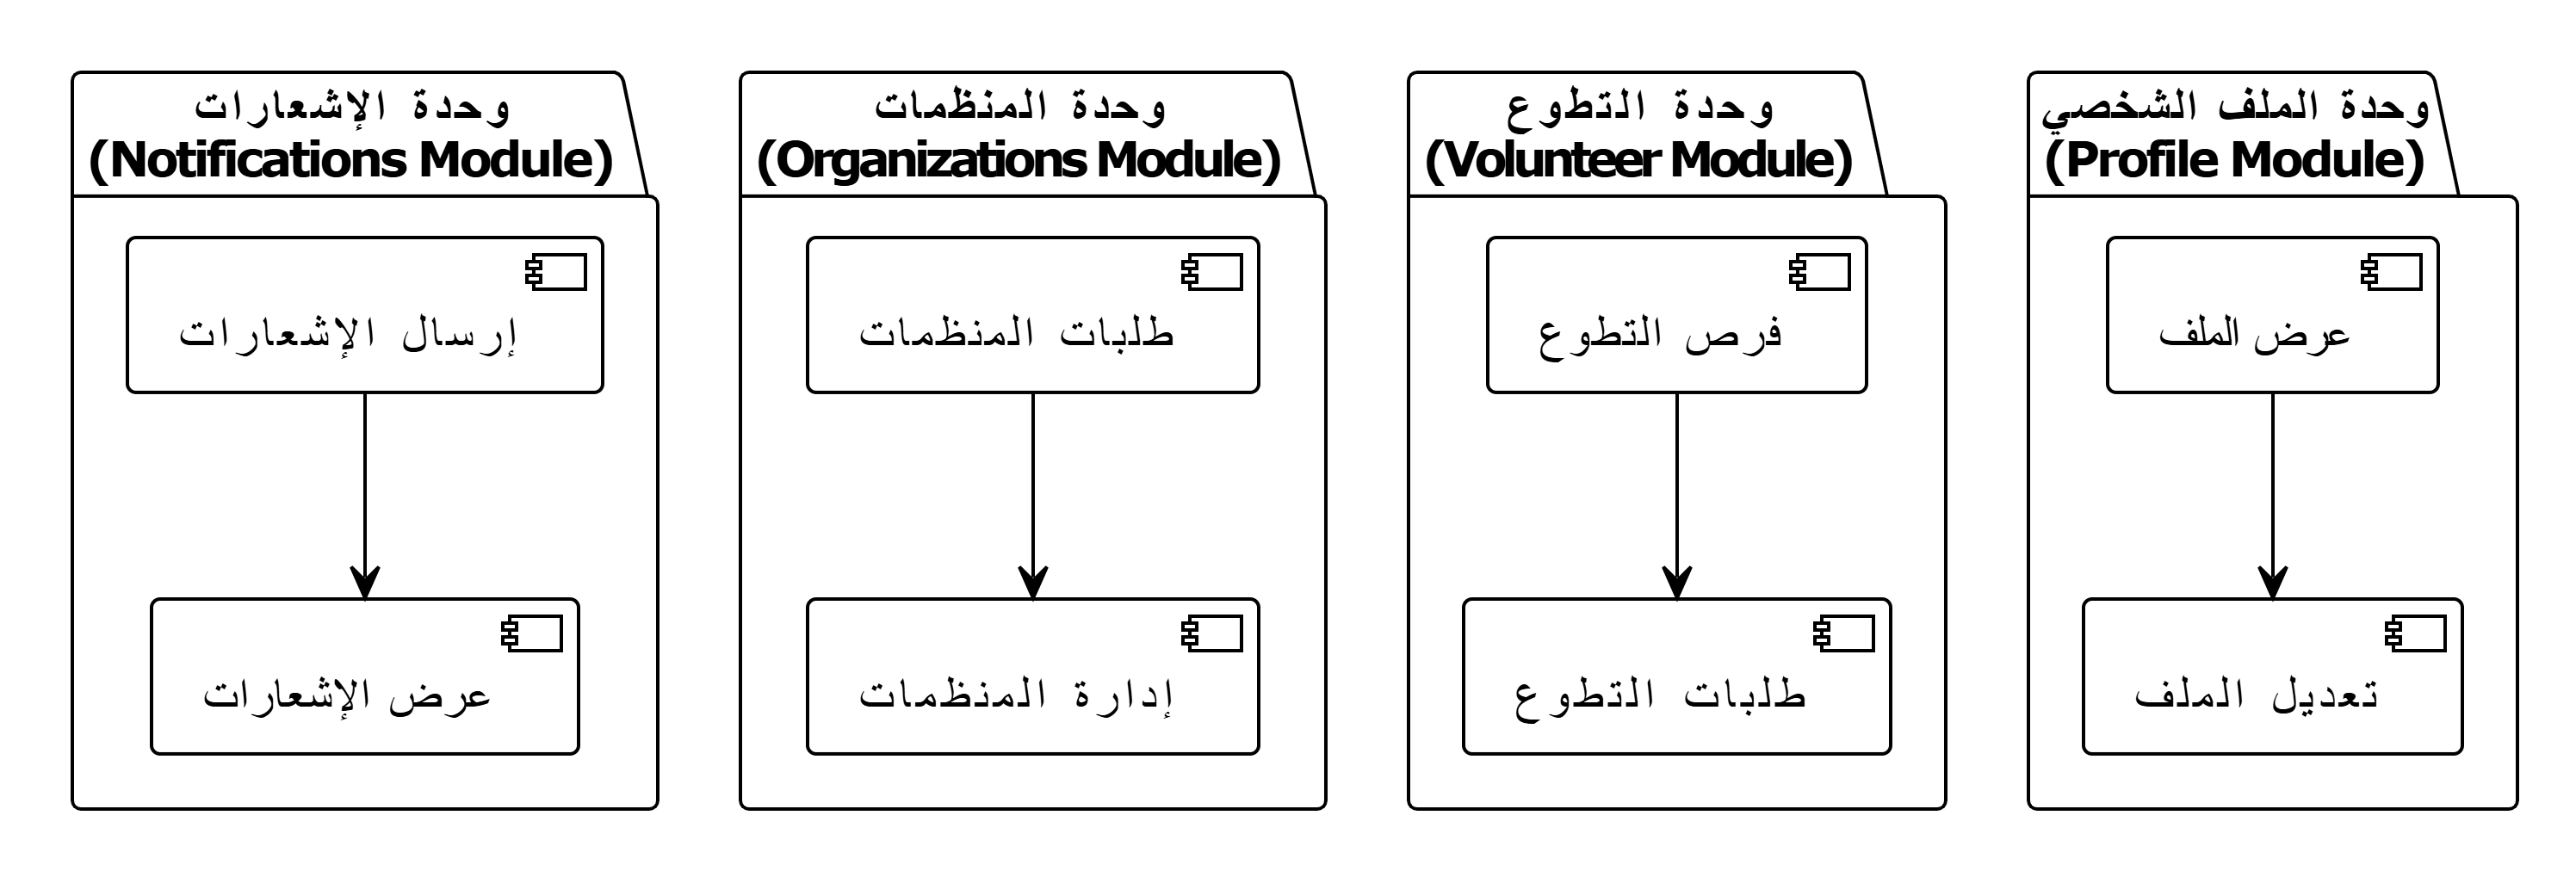 وحدة الإشعارات
(Notifications Module)
إرسال الإشعارات
عرض الإشعارات
وحدة المنظمات
(Organizations Module)
طلبات المنظمات
إدارة المنظمات
وحدة التطوع
(Volunteer Module)
فرص التطوع
طلبات التطوع
وحدة الملف الشخصي
(Profile Module)
عرض الملف
تعديل الملف